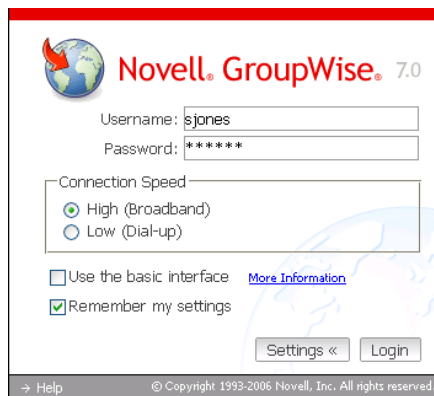 Novell. GroupWise. 7.0
Username: sjones
Password: ******
Connection Speed
High (Broadband)
Low (Dial-up)
Use the basic interface More Information
Remember my settings
Settings « Login
→ Help © Copyright 1993-2006 Novell, Inc. All rights reserved